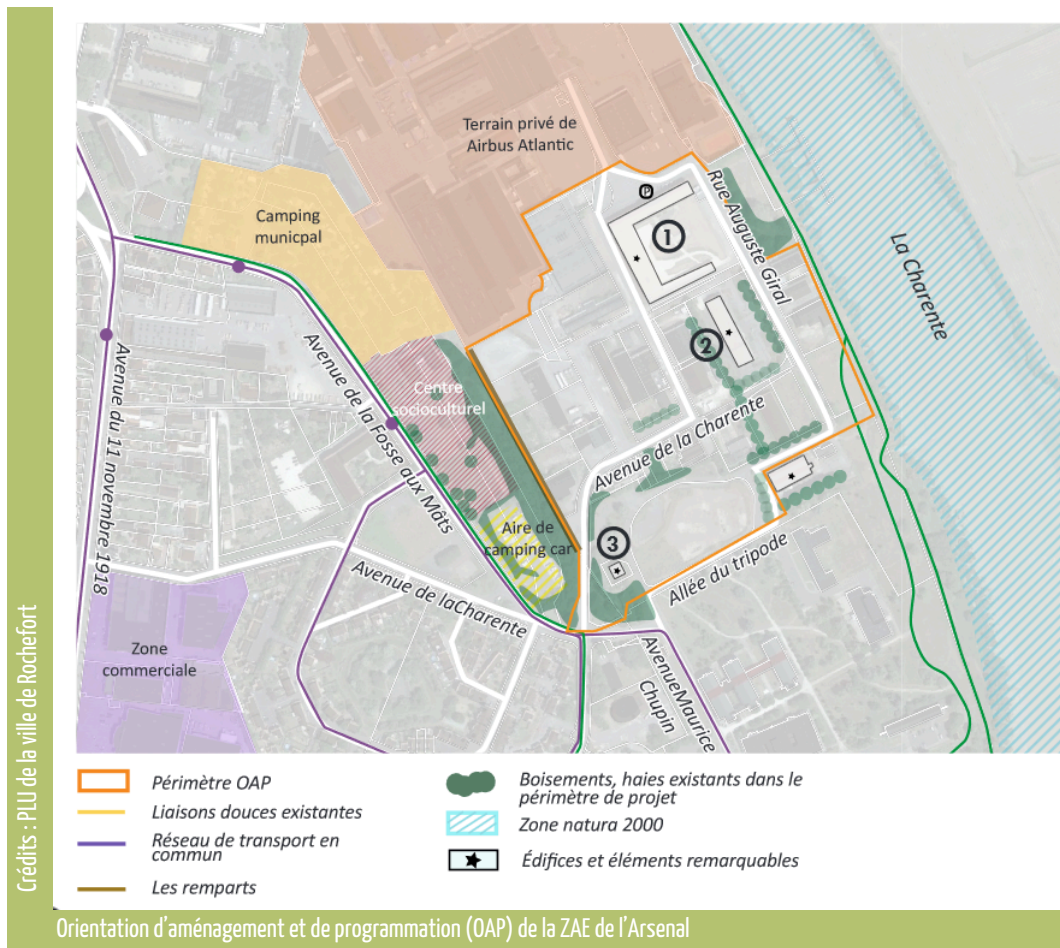 Terrain privé de
Airbus Atlantic
Camping
municpal
P
1
Rue Auguste Giral
La Charente
2
Centre
socioculturel
Avenue de la Fosse aux Mâts
Avenue du 11 novembre 1918
Avenue de la Charente
Aire de
camping car
3
Avenue de laCharente
Allée du tripode
Zone
commerciale
AvenueMaurice
Chupin
Périmètre OAP
Liaisons douces existantes
Réseau de transport en
commun
Les remparts
Boisements, haies existants dans le
périmètre de projet
Zone natura 2000
Édifices et éléments remarquables
Crédits : PLU de la ville de Rochefort
Orientation d'aménagement et de programmation (OAP) de la ZAE de l'Arsenal